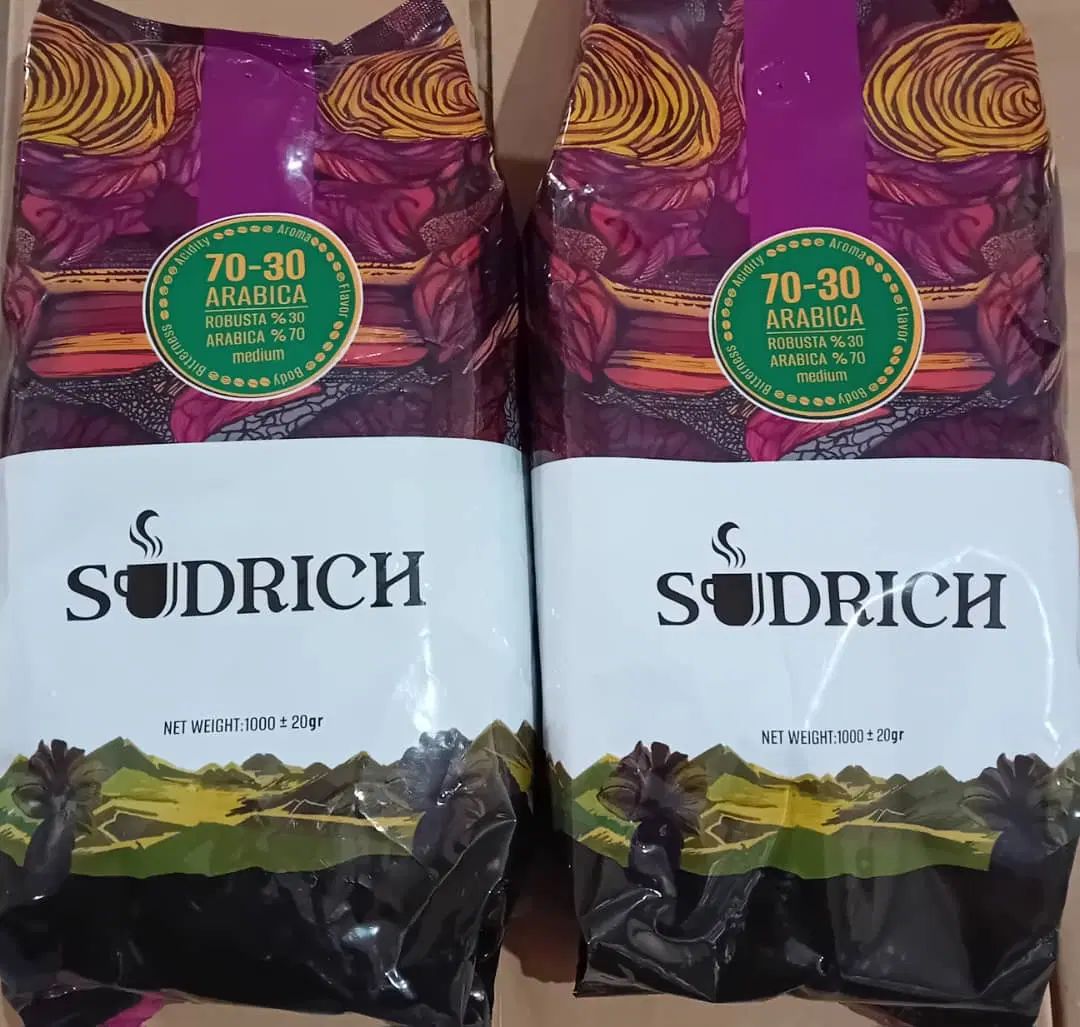 Acidity Aroma Flavor Body Bitterness
70-30
ARABICA
ROBUSTA %30
ARABICA %70
medium
SUDRICH
NET WEIGHT:1000 ± 20gr
Acidity Aroma Flavor Body Bitterness
70-30
ARABICA
ROBUSTA %30
ARABICA %70
medium
SUDRICH
NET WEIGHT:1000 ± 20gr